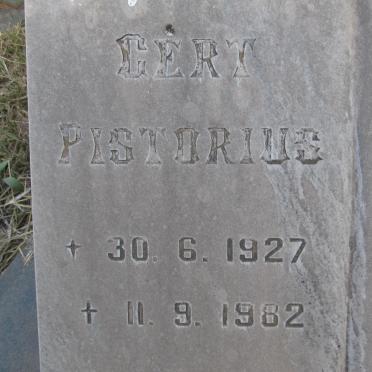 GERT
PISTORIUS
* 30. 6. 1927
† 11. 9. 1982